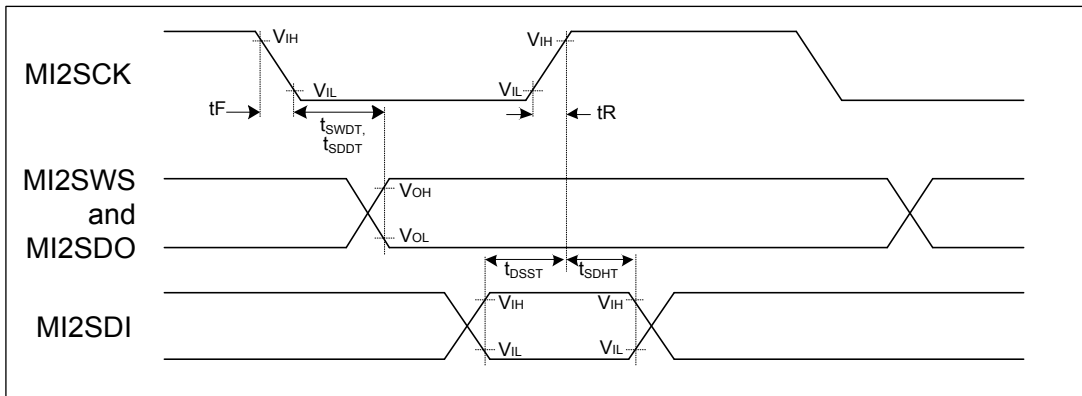 MI2SCK
VIH
VIL
tF
tSWDT,
tSDDT
VIH
VIL
tR
MI2SWS
and
MI2SDO
VOH
VOL
tDSST
tSDHT
MI2SDI
VIH
VIL
VIH
VIL